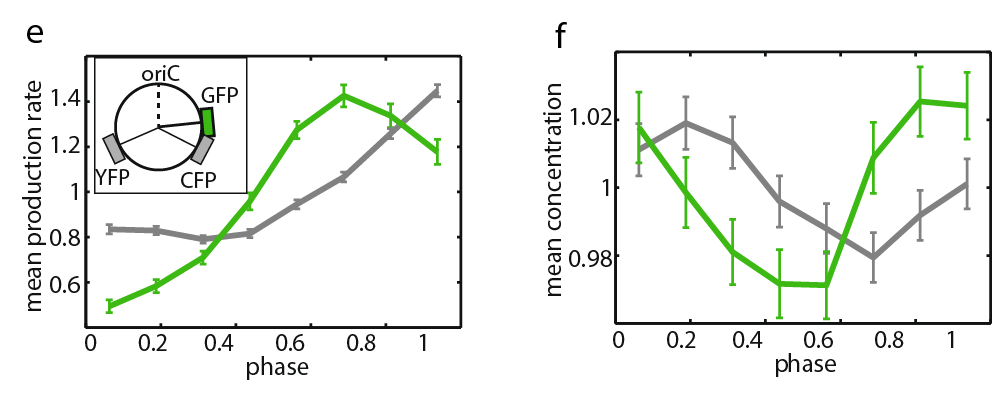 e
mean production rate
1.4
1.2
1
0.8
0.6
oriC
GFP
YFP
CFP
0 0.2 0.4 0.6 0.8 1
phase
f
mean concentration
1.02
1
0.98
0 0.2 0.4 0.6 0.8 1
phase